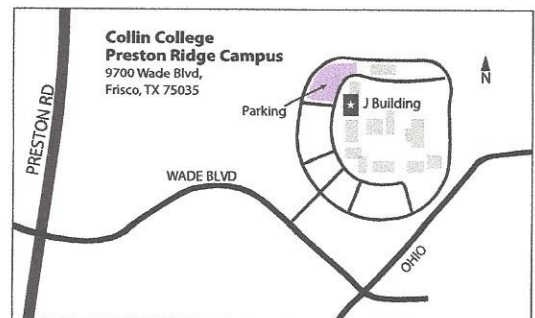 Collin College
Preston Ridge Campus
9700 Wade Blvd,
Frisco, TX 75035
N
J Building
Parking
PRESTON RD
WADE BLVD
OHIO